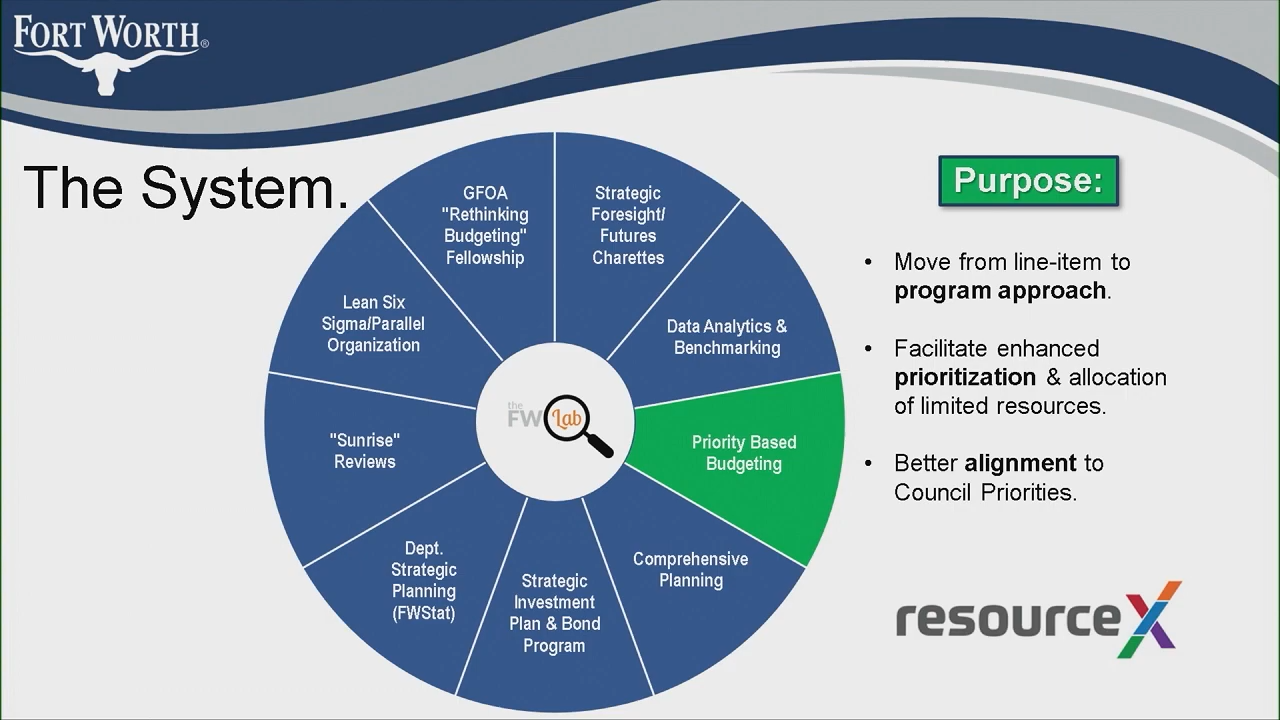 FORT WORTH®
The System.
GFOA
"Rethinking
Budgeting"
Fellowship
Strategic
Foresight/
Futures
Charettes
Data Analytics &
Benchmarking
Priority Based
Budgeting
Comprehensive
Planning
Strategic
Investment
Plan & Bond
Program
Dept.
Strategic
Planning
(FWStat)
"Sunrise"
Reviews
Lean Six
Sigma/Parallel
Organization
the
FW Lab
Purpose:
• Move from line-item to
program approach.
• Facilitate enhanced
prioritization & allocation
of limited resources.
• Better alignment to
Council Priorities.
resourceX